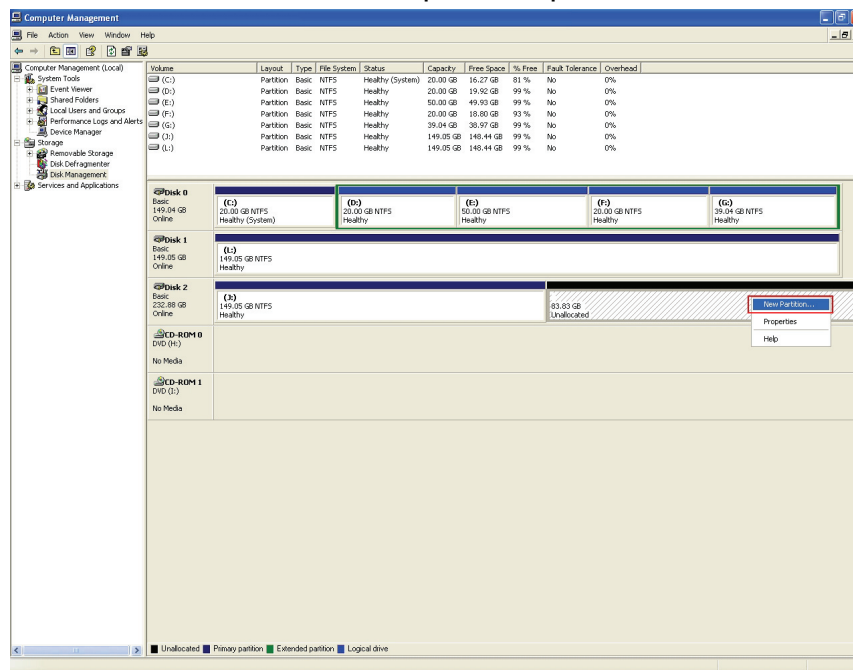 Computer Management
File Action View Window Help
Computer Management (Local)
System Tools
Event Viewer
Shared Folders
Local Users and Groups
Performance Logs and Alerts
Device Manager
Storage
Removable Storage
Disk Defragmenter
Disk Management
Services and Applications
Volume Layout Type File System Status Capacity Free Space % Free Fault Tolerance Overhead
(C:) Partition Basic NTFS Healthy (System) 20.00 GB 16.27 GB 81 % No 0%
(D:) Partition Basic NTFS Healthy 20.00 GB 19.92 GB 99 % No 0%
(E:) Partition Basic NTFS Healthy 50.00 GB 49.93 GB 99 % No 0%
(F:) Partition Basic NTFS Healthy 20.00 GB 18.80 GB 93 % No 0%
(G:) Partition Basic NTFS Healthy 39.04 GB 38.97 GB 99 % No 0%
(J:) Partition Basic NTFS Healthy 149.05 GB 148.44 GB 99 % No 0%
(L:) Partition Basic NTFS Healthy 149.05 GB 148.44 GB 99 % No 0%
Disk 0
Basic
149.04 GB
Online
(C:)
20.00 GB NTFS
Healthy (System)
(D:)
20.00 GB NTFS
Healthy
(E:)
50.00 GB NTFS
Healthy
(F:)
20.00 GB NTFS
Healthy
(G:)
39.04 GB NTFS
Healthy
Disk 1
Basic
149.05 GB
Online
(L:)
149.05 GB NTFS
Healthy
Disk 2
Basic
232.88 GB
Online
(J:)
149.05 GB NTFS
Healthy
83.83 GB
Unallocated
New Partition...
Properties
Help
CD-ROM 0
DVD (H:)
No Media
CD-ROM 1
DVD (I:)
No Media
Unallocated Primary partition Extended partition Logical drive